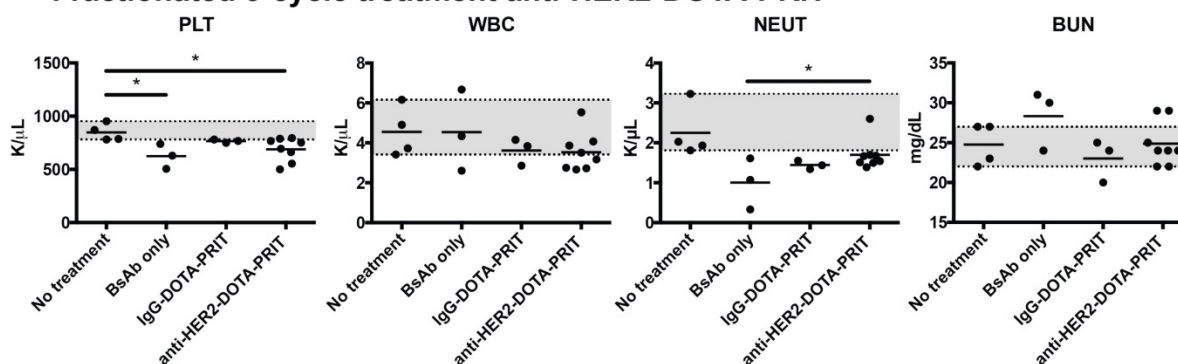 PLT
K/µL
1500
1000
500
0
*
*
No treatment
BsAb only
IgG-DOTA-PRIT
anti-HER2-DOTA-PRIT
WBC
K/µL
8
6
4
2
0
No treatment
BsAb only
IgG-DOTA-PRIT
anti-HER2-DOTA-PRIT
NEUT
K/µL
4
3
2
1
0
*
No treatment
BsAb only
IgG-DOTA-PRIT
anti-HER2-DOTA-PRIT
BUN
mg/dL
35
30
25
20
15
No treatment
BsAb only
IgG-DOTA-PRIT
anti-HER2-DOTA-PRIT